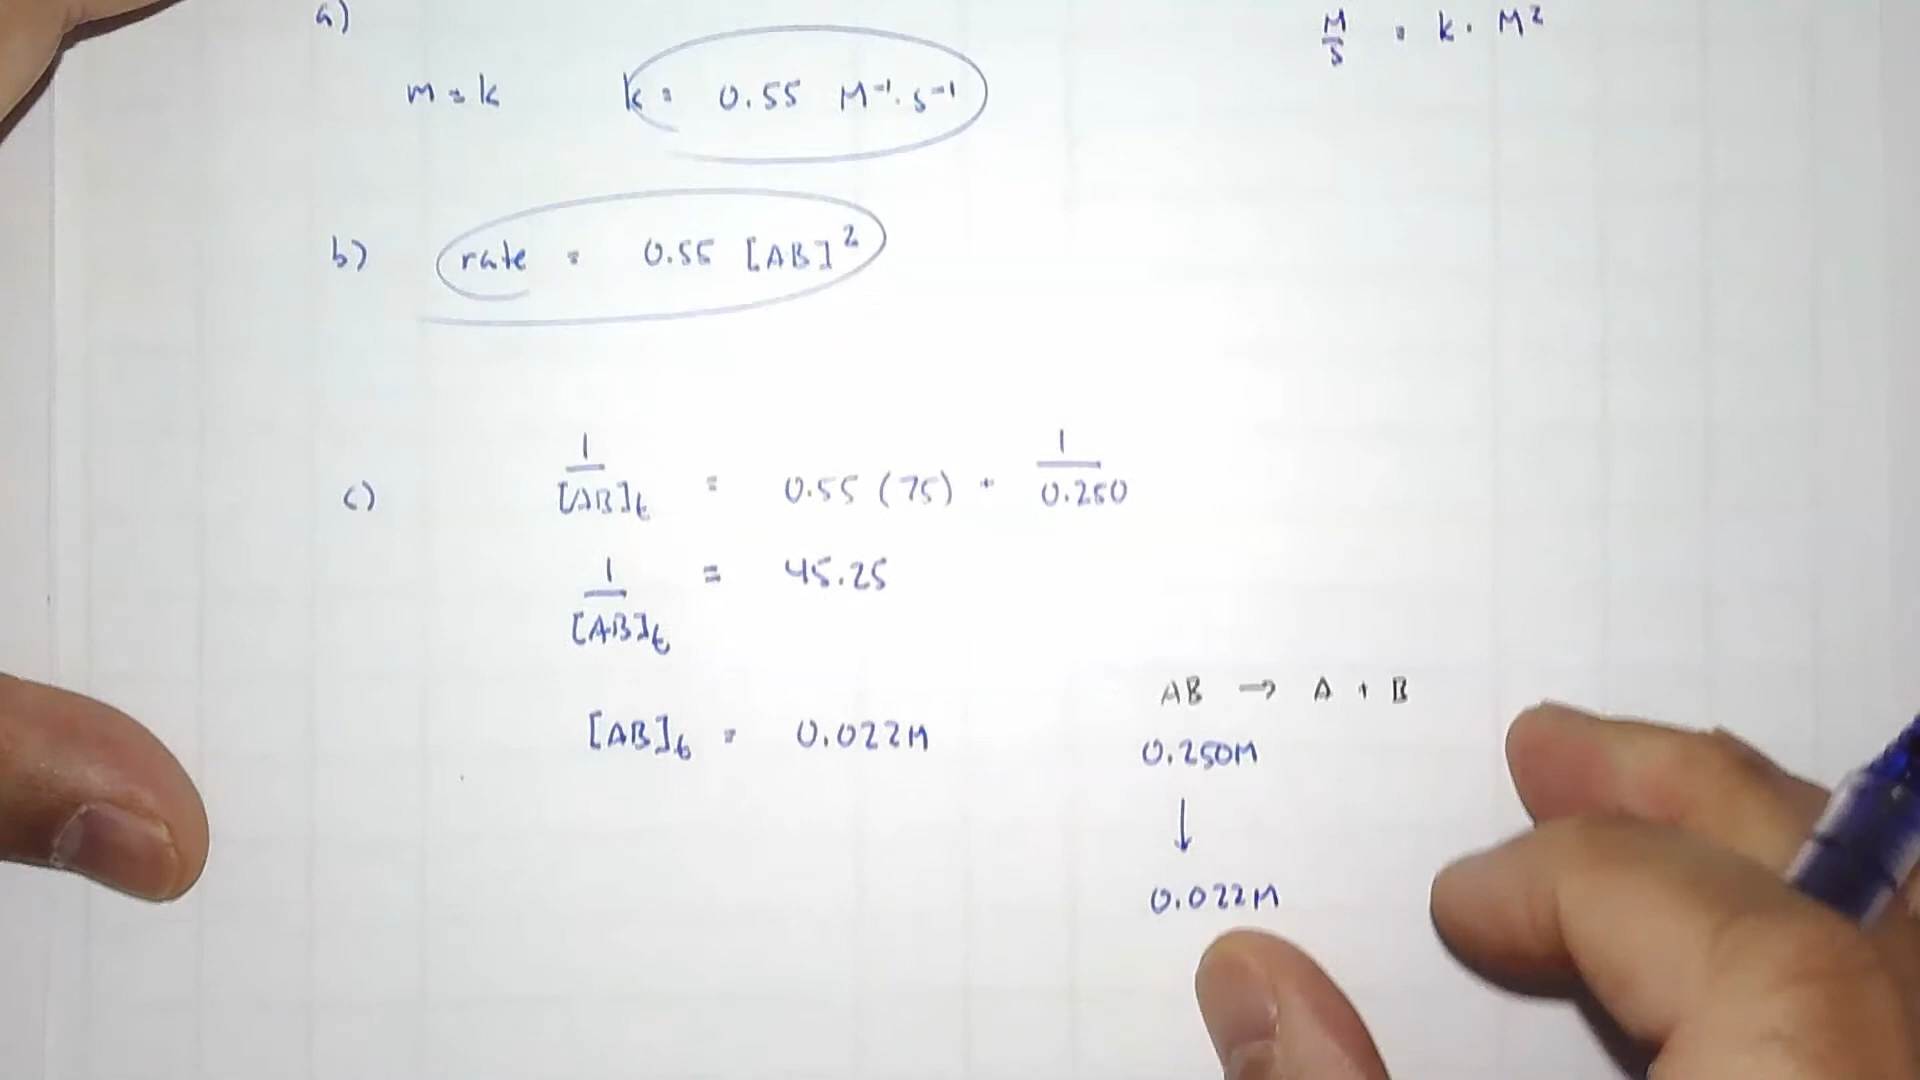 a)
M/S = k · M²
m = k k = 0.55 M⁻¹·s⁻¹
b) rate = 0.55 [AB]²
c) 1/[AB]t = 0.55 (75) + 1/0.250
1/[AB]t = 45.25
[AB]t = 0.022M
AB → A + B
0.250M
↓
0.022M